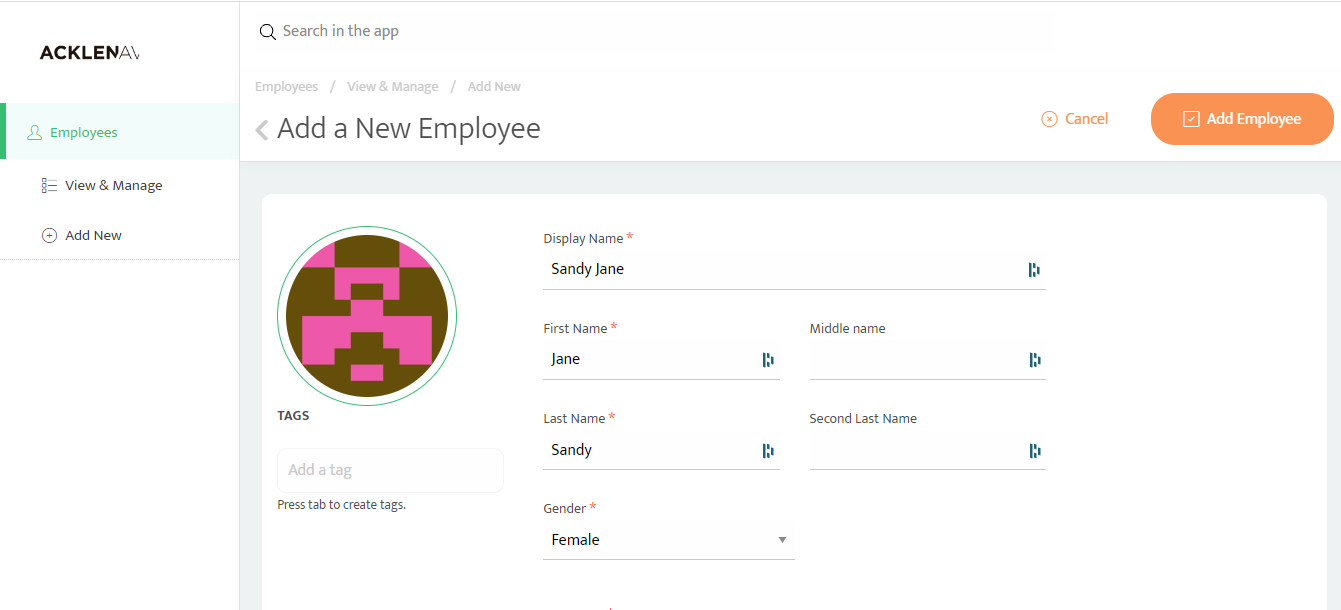 ACKLENAV
Search in the app
Employees / View & Manage / Add New
Add a New Employee
Cancel
Add Employee
Employees
View & Manage
Add New
Display Name *
Sandy Jane
First Name *
Jane
Middle name
Last Name *
Sandy
Second Last Name
Gender *
Female
TAGS
Add a tag
Press tab to create tags.